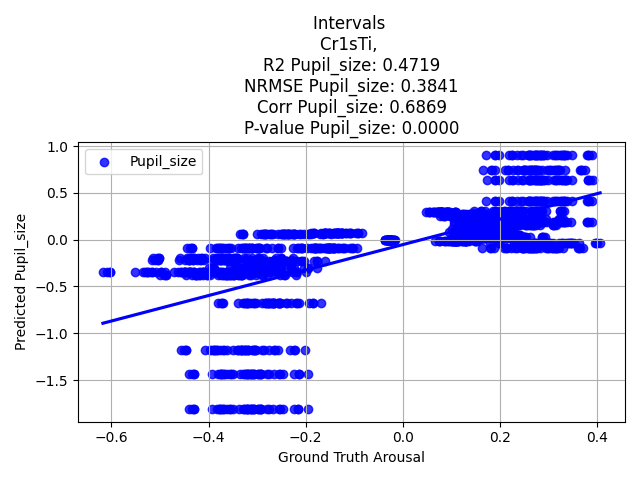 Intervals
Cr1sTi,
R2 Pupil_size: 0.4719
NRMSE Pupil_size: 0.3841
Corr Pupil_size: 0.6869
P-value Pupil_size: 0.0000
Pupil_size
Predicted Pupil_size
1.0
0.5
0.0
−0.5
−1.0
−1.5
−0.6 −0.4 −0.2 0.0 0.2 0.4
Ground Truth Arousal